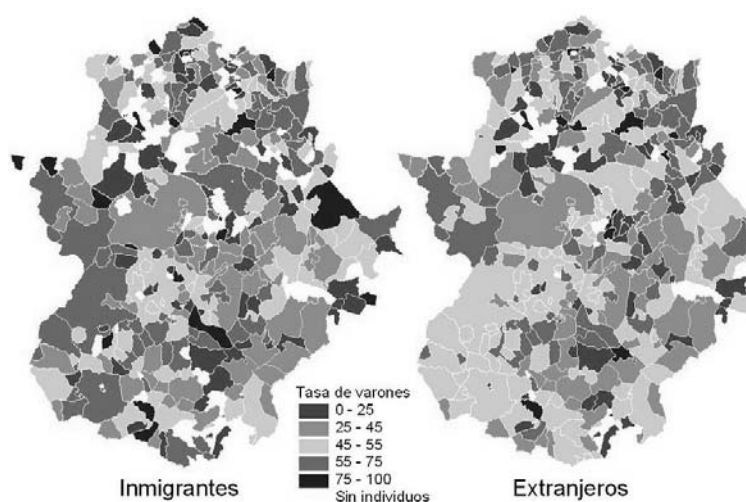 Tasa de varones
0 - 25
25 - 45
45 - 55
55 - 75
75 - 100
Sin individuos
Inmigrantes
Extranjeros